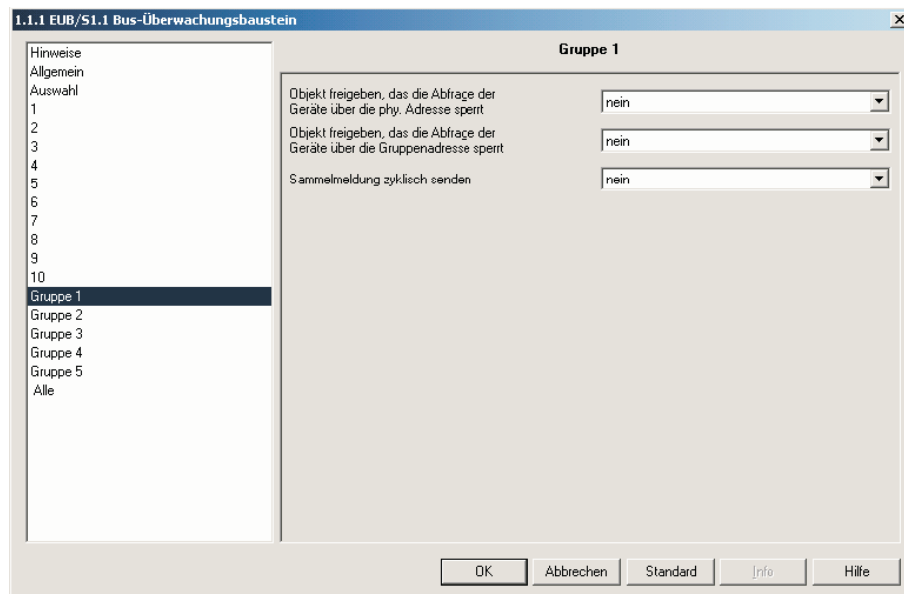 1.1.1 EUB/S1.1 Bus-Überwachungsbaustein
Hinweise
Allgemein
Auswahl
1
2
3
4
5
6
7
8
9
10
Gruppe 1
Gruppe 2
Gruppe 3
Gruppe 4
Gruppe 5
Alle
Gruppe 1
Objekt freigeben, das die Abfrage der
Geräte über die phy. Adresse sperrt
nein
Objekt freigeben, das die Abfrage der
Geräte über die Gruppenadresse sperrt
nein
Sammelmeldung zyklisch senden
nein
OK
Abbrechen
Standard
Info
Hilfe